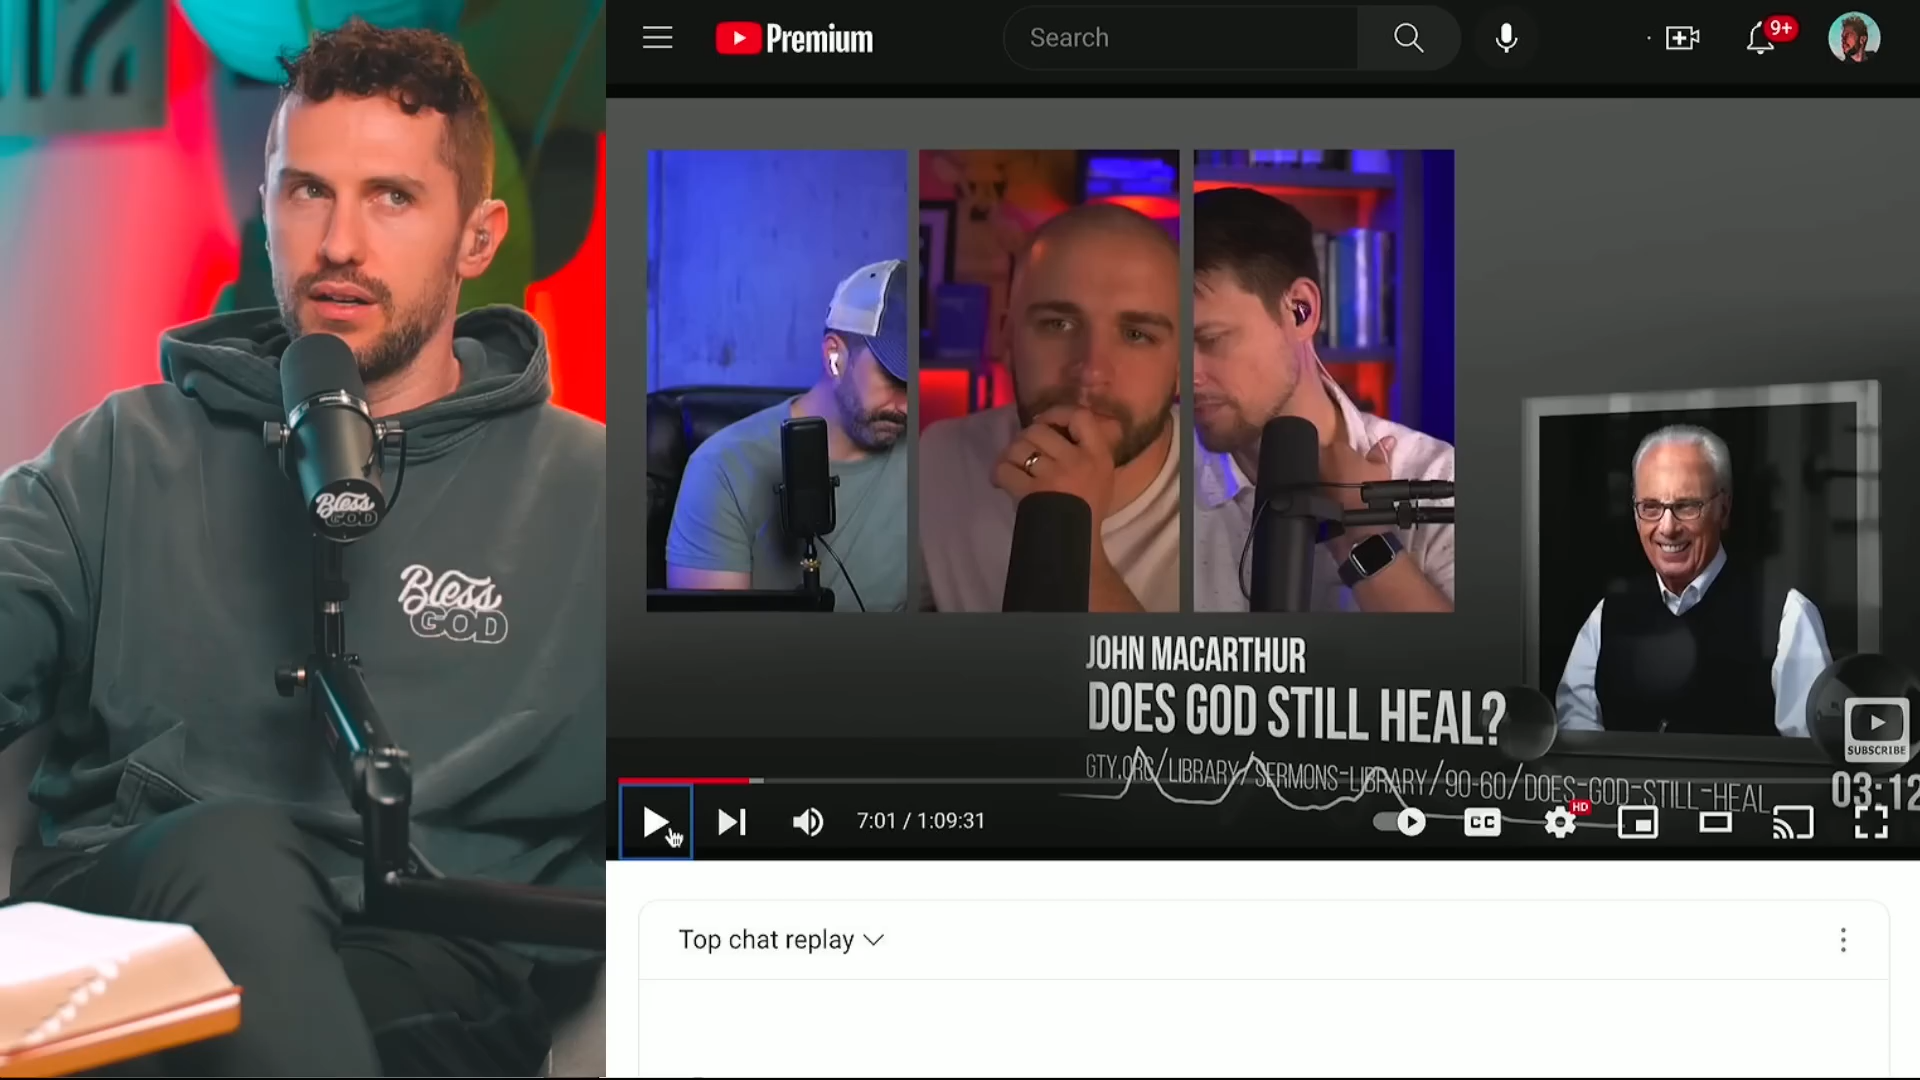 Bless
GOD
Bless
GOD
Premium
Search
9+
JOHN MACARTHUR
DOES GOD STILL HEAL?
GTY.ORG/LIBRARY/SERMONS-LIBRARY/90-60/DOES-GOD-STILL-HEAL
SUBSCRIBE
03:12
7:01 / 1:09:31
CC
HD
Top chat replay